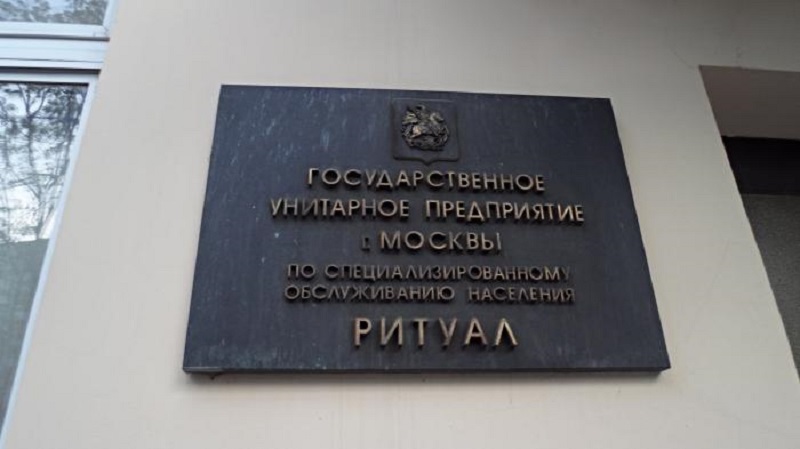 ГОСУДАРСТВЕННОЕ
УНИТАРНОЕ ПРЕДПРИЯТИЕ
г. МОСКВЫ
ПО СПЕЦИАЛИЗИРОВАННОМУ
ОБСЛУЖИВАНИЮ НАСЕЛЕНИЯ
РИТУАЛ